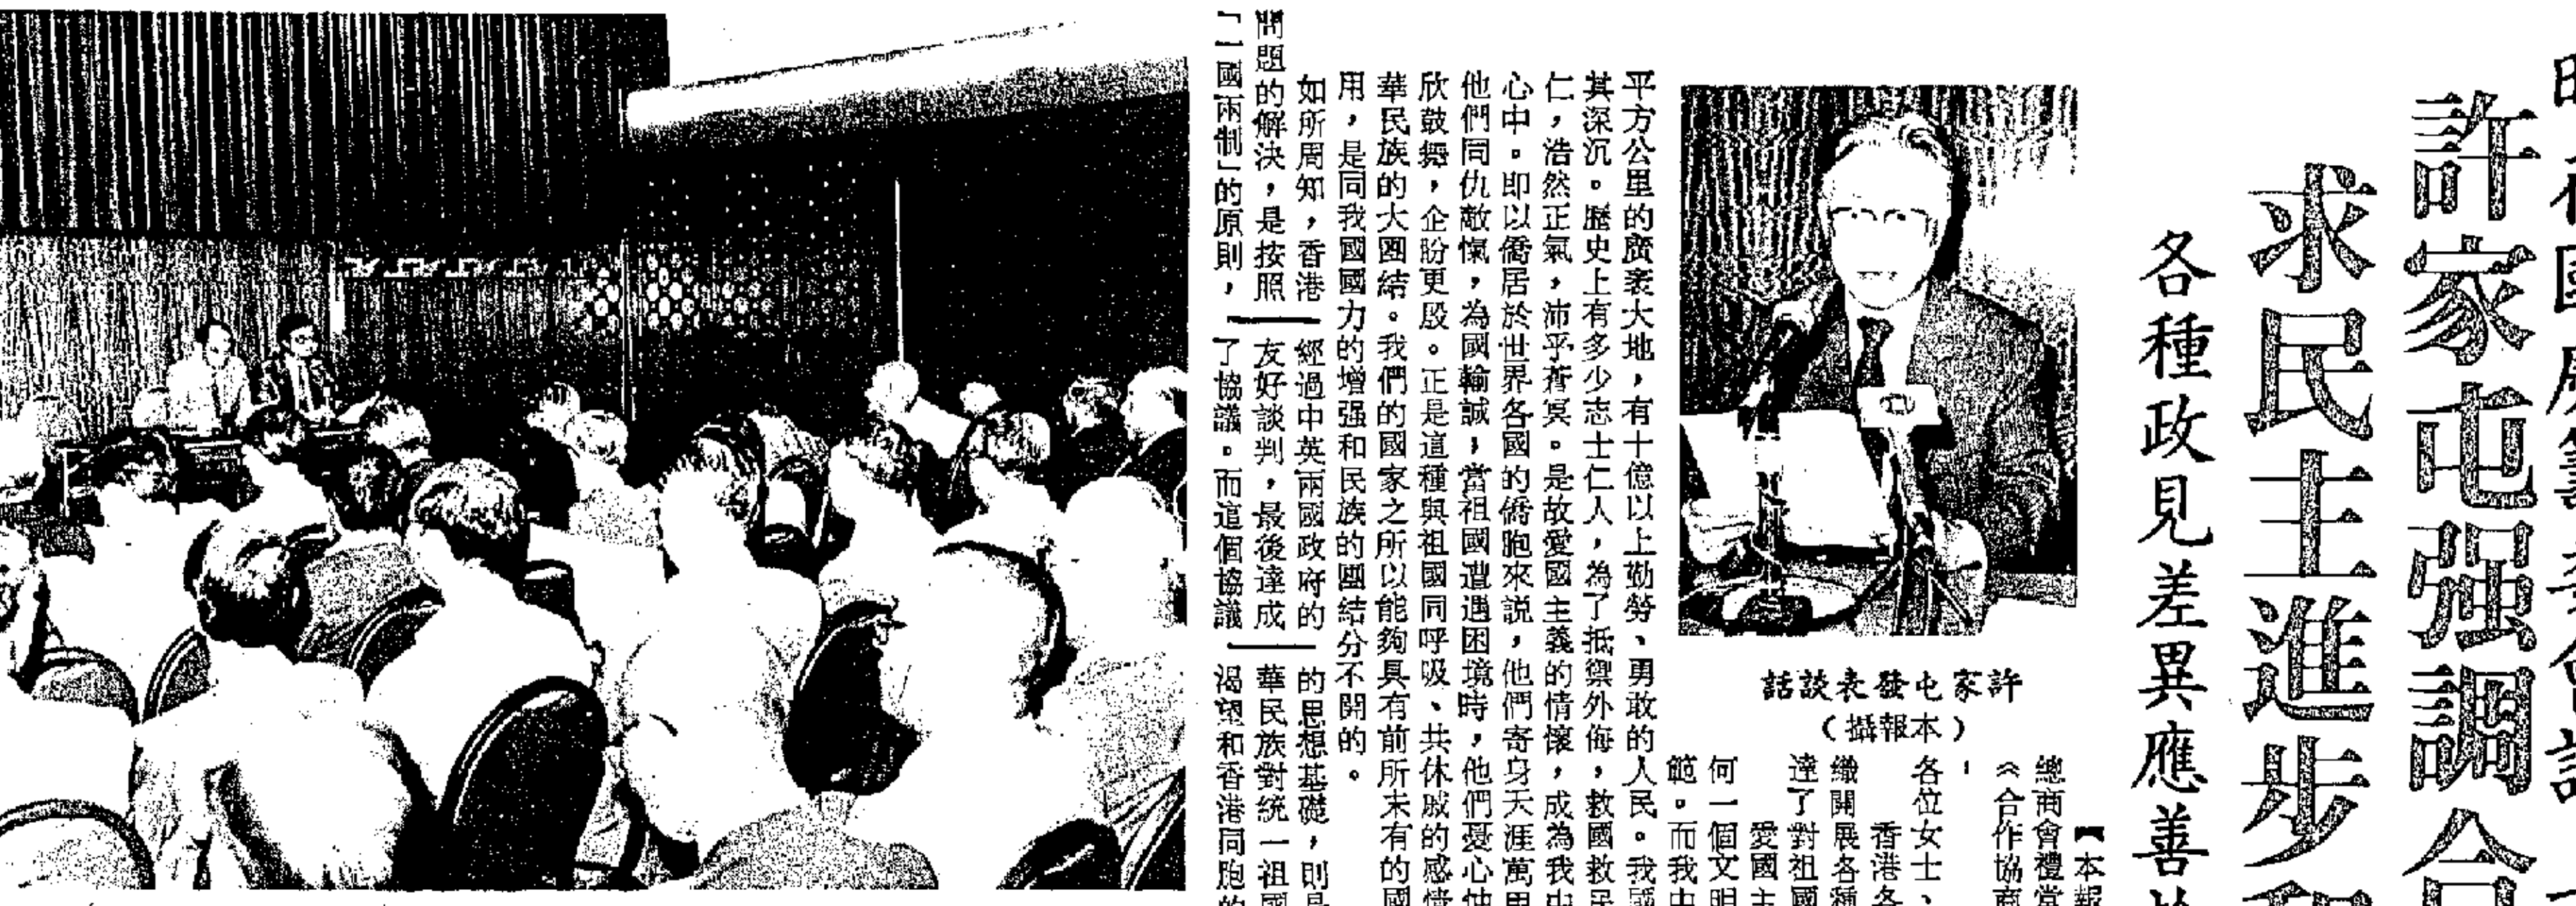 許家屯强調合
求民主進步
各種政見差異應善
許家屯發表談話
（本報攝）
【本報
總商會禮堂
《合作協商
各位女士、
香港各
織開展各種
達了對祖國
愛國主
何一個文明
範。而我中
平方公里的廣袤大地，有十億以上勤勞、勇敢的人民。我國
其深沉。歷史上有多少志士仁人，為了抵禦外侮，救國救民
仁，浩然正氣，沛乎蒼冥。是故愛國主義的情懷，成為我中
心中。即以僑居於世界各國的僑胞來説，他們寄身天涯萬里
他們同仇敵愾，為國輸誠，當祖國遭遇困境時，他們憂心忡
欣鼓舞，企盼更殷。正是這種與祖國同呼吸、共休戚的感情
華民族的大團結。我們的國家之所以能夠具有前所未有的國
用，是同我國國力的增强和民族的團結分不開的。
如所周知，香港
問題的解決，是按照
「一國兩制」的原則，
經過中英兩國政府的
友好談判，最後達成
了協議。而這個協議
的思想基礎，則是
華民族對統一祖國
渴望和香港同胞的